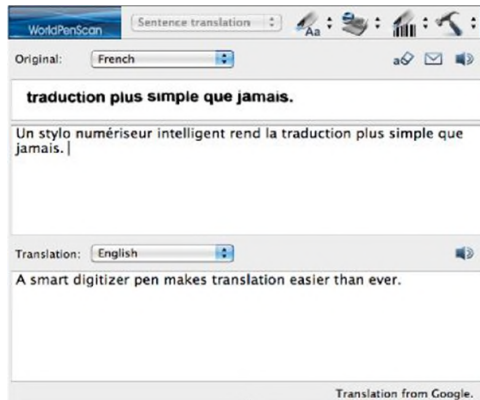 WorldPenScan
Sentence translation
Aa
Original: French
a
traduction plus simple que jamais.
Un stylo numériseur intelligent rend la traduction plus simple que
jamais.
Translation: English
A smart digitizer pen makes translation easier than ever.
Translation from Google.